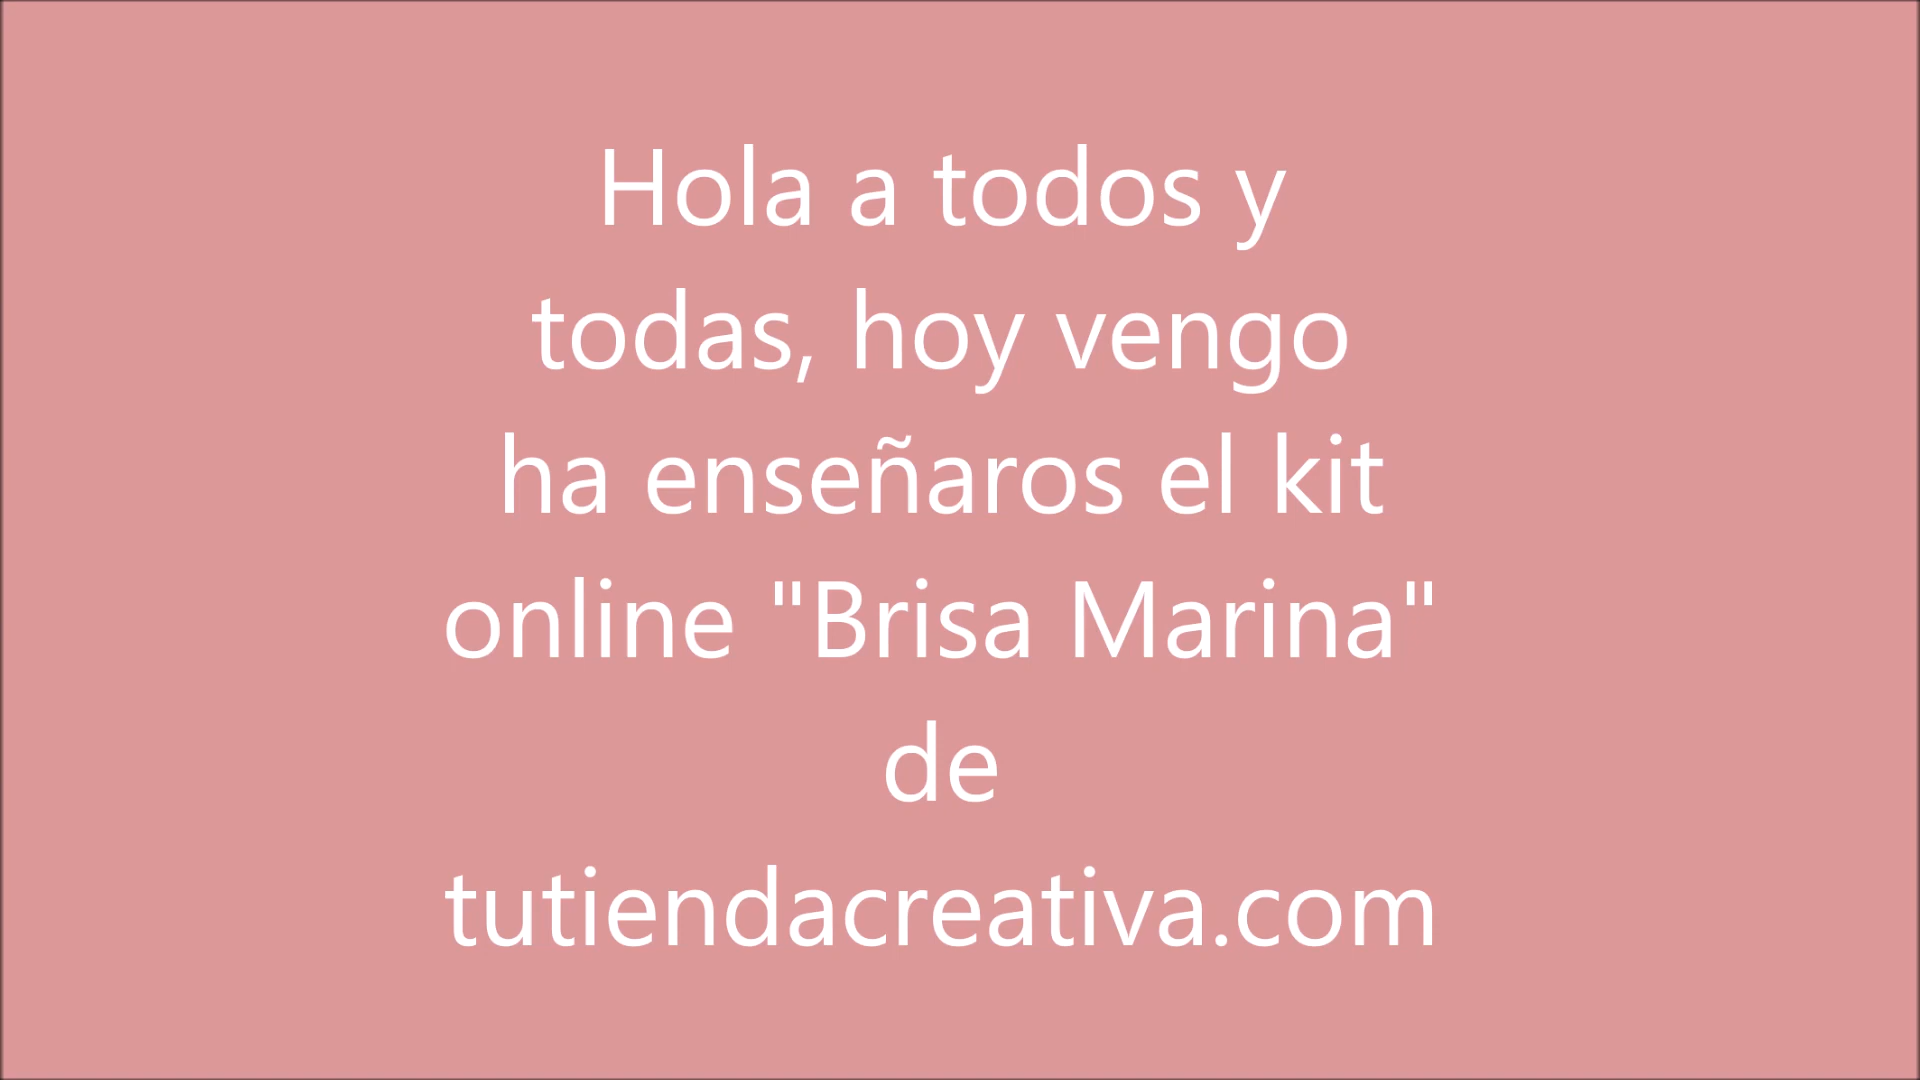 Hola a todos y
todas, hoy vengo
ha enseñaros el kit
online "Brisa Marina"
de
tutiendacreativa.com